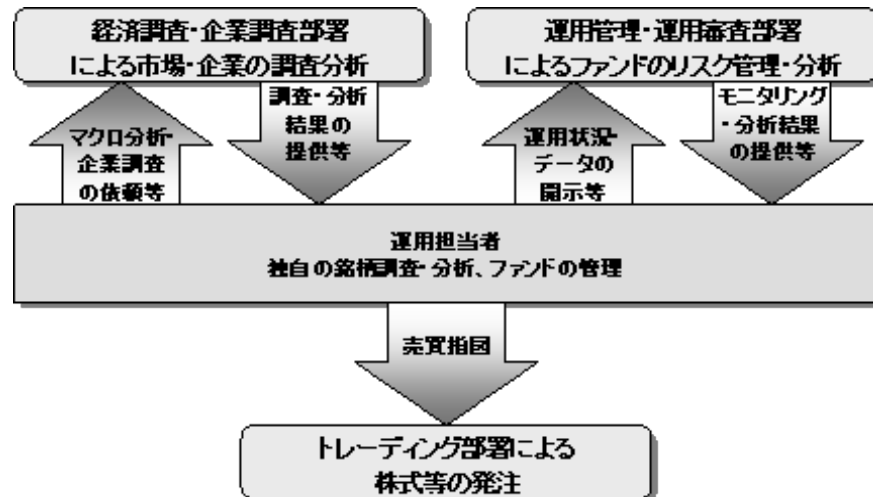 経済調査・企業調査部署
による市場・企業の調査分析
運用管理・運用審査部署
によるファンドのリスク管理・分析
マクロ分析・
企業調査
の依頼等
調査・分析
結果の
提供等
運用状況・
データの
開示等
モニタリング
・分析結果
の提供等
運用担当者
独自の銘柄調査・分析、ファンドの管理
売買指図
トレーディング部署による
株式等の発注